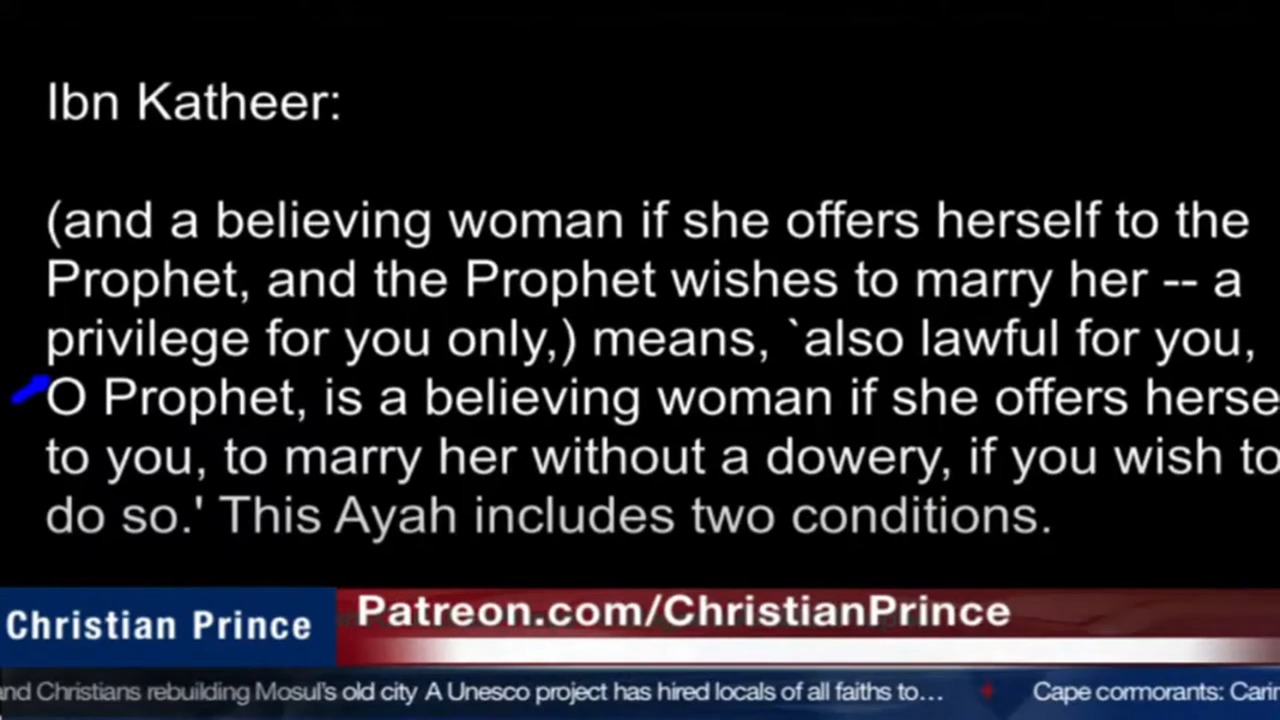 Ibn Katheer:
(and a believing woman if she offers herself to the
Prophet, and the Prophet wishes to marry her -- a
privilege for you only,) means, `also lawful for you,
O Prophet, is a believing woman if she offers herse
to you, to marry her without a dowery, if you wish to
do so.' This Ayah includes two conditions.
Christian Prince
Patreon.com/ChristianPrince
nd Christians rebuilding Mosul's old city A Unesco project has hired locals of all faiths to...
Cape cormorants: Carin